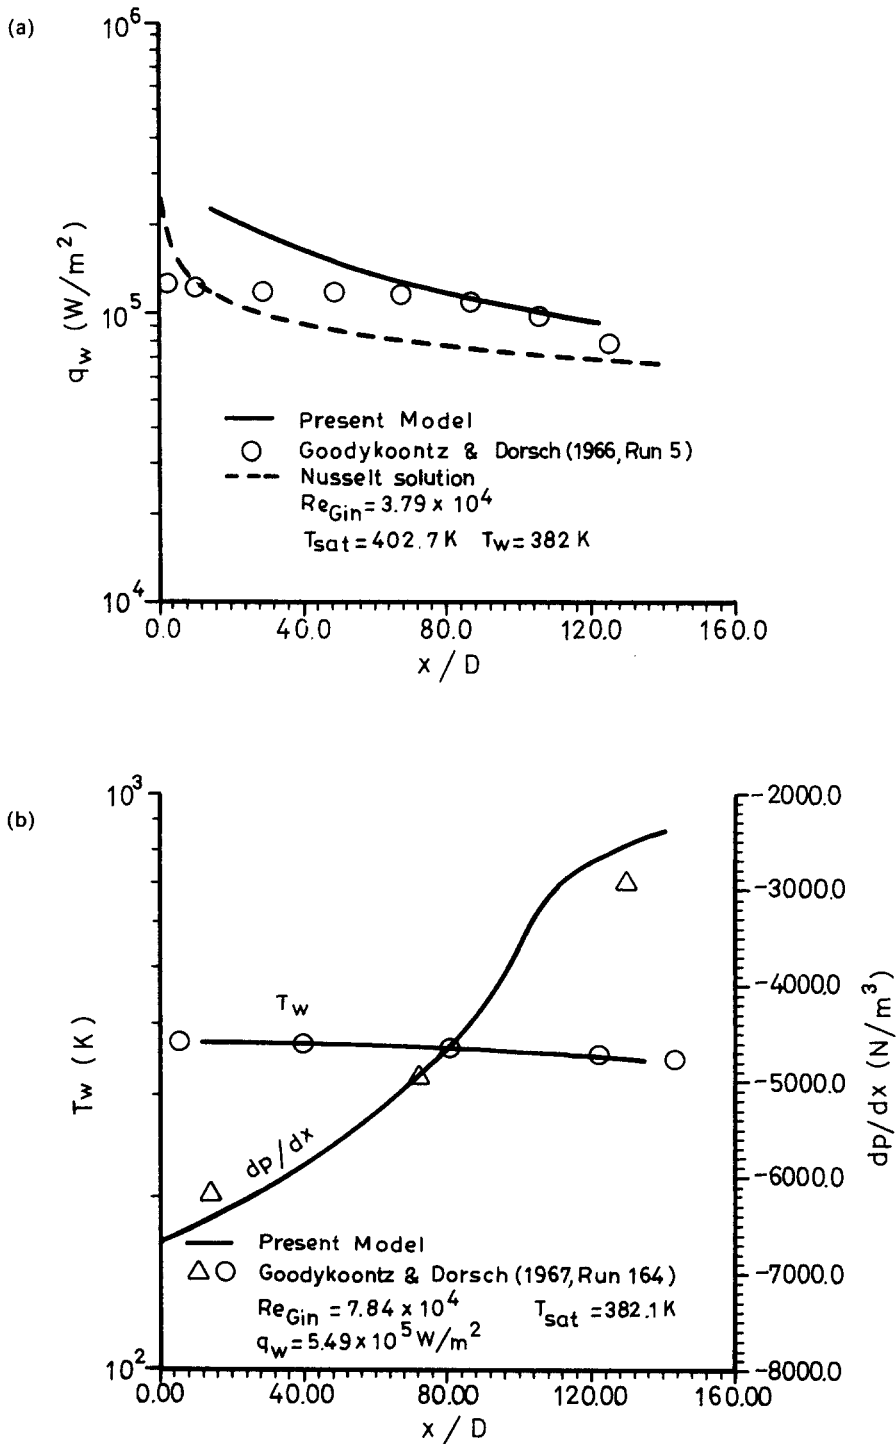 (a)
10^6
10^5
10^4
q_w (W/m^2)
Present Model
Goodykoontz & Dorsch (1966, Run 5)
Nusselt solution
Re_Gin = 3.79 x 10^4
T_sat = 402.7 K T_w = 382 K
0.0 40.0 80.0 120.0 160.0
x / D
(b)
10^3
10^2
T_w (K)
T_w
dp/dx
Present Model
Goodykoontz & Dorsch (1967, Run 164)
Re_Gin = 7.84 x 10^4 T_sat = 382.1 K
q_w = 5.49 x 10^5 W/m^2
-2000.0
-3000.0
-4000.0
-5000.0
-6000.0
-7000.0
-8000.0
dp/dx (N/m^3)
0.00 40.00 80.00 120.00 160.00
x / D